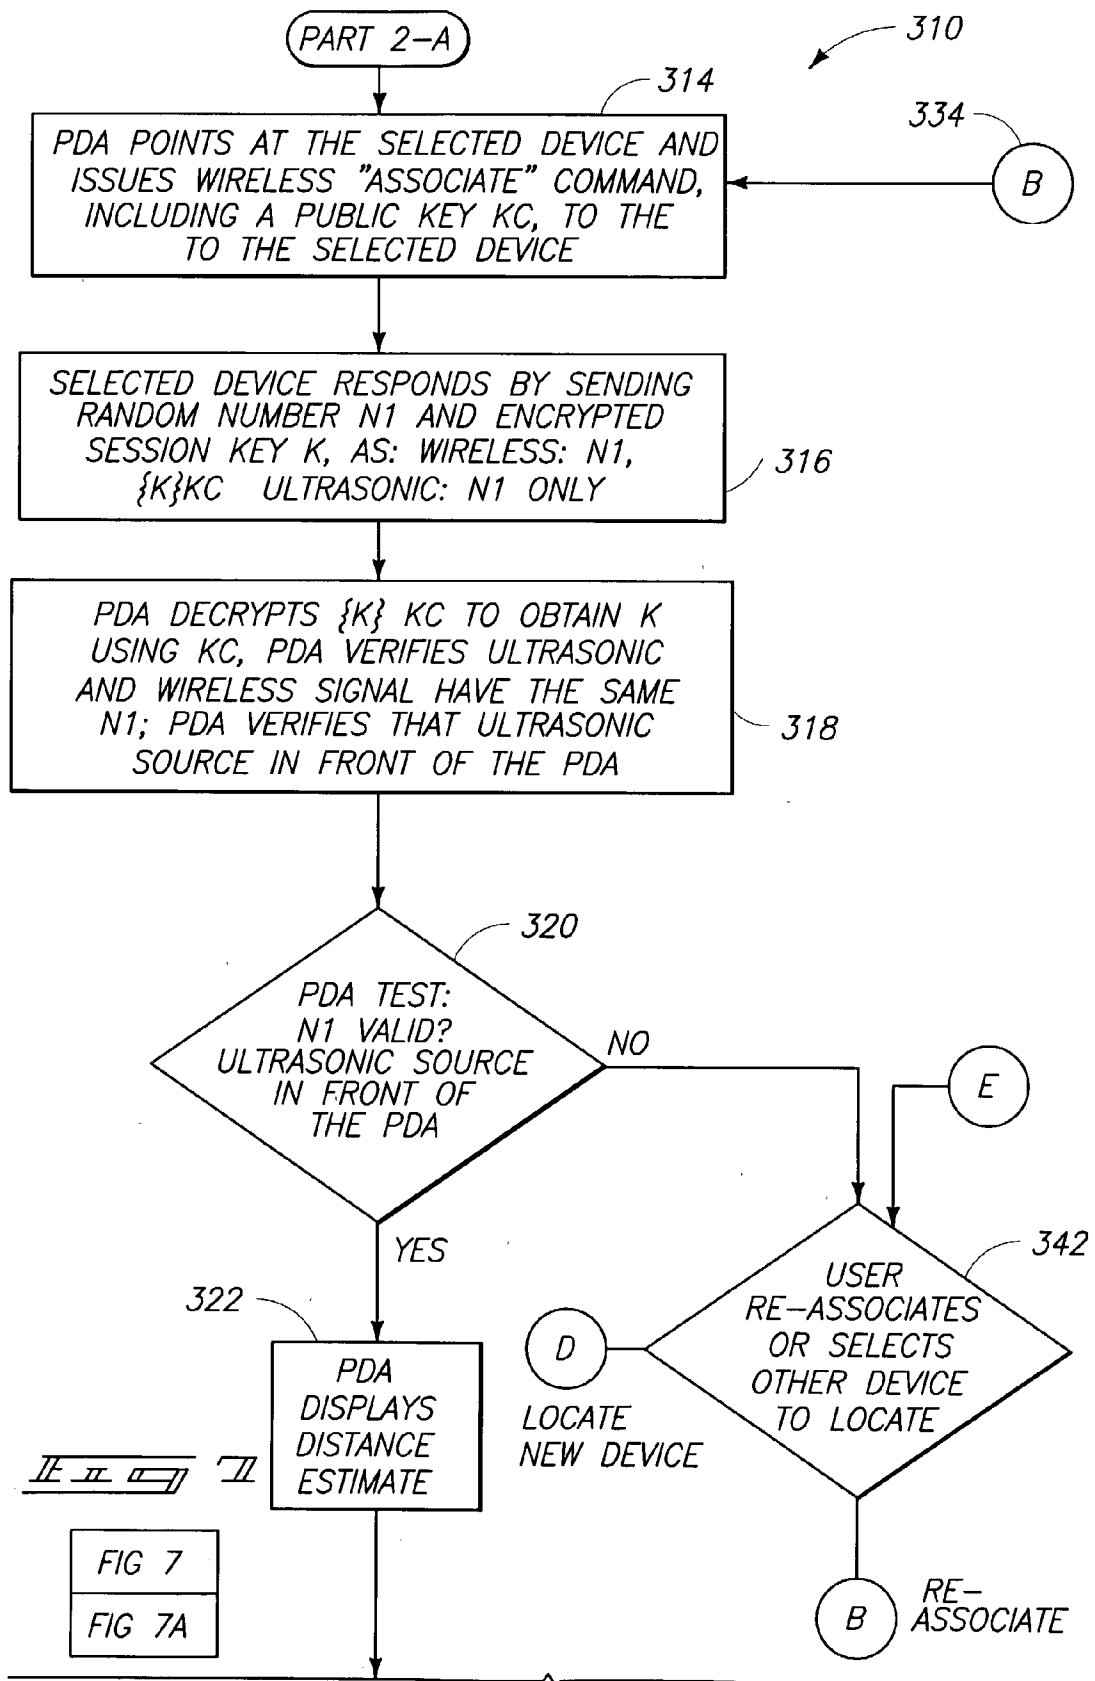 PART 2-A
310
314
334
PDA POINTS AT THE SELECTED DEVICE AND
ISSUES WIRELESS "ASSOCIATE" COMMAND,
INCLUDING A PUBLIC KEY KC, TO THE
TO THE SELECTED DEVICE
B
SELECTED DEVICE RESPONDS BY SENDING
RANDOM NUMBER N1 AND ENCRYPTED
SESSION KEY K, AS: WIRELESS: N1,
{K}KC ULTRASONIC: N1 ONLY
316
PDA DECRYPTS {K} KC TO OBTAIN K
USING KC, PDA VERIFIES ULTRASONIC
AND WIRELESS SIGNAL HAVE THE SAME
N1; PDA VERIFIES THAT ULTRASONIC
SOURCE IN FRONT OF THE PDA
318
320
PDA TEST:
N1 VALID?
ULTRASONIC SOURCE
IN FRONT OF
THE PDA
NO
E
YES
342
USER
RE-ASSOCIATES
OR SELECTS
OTHER DEVICE
TO LOCATE
322
PDA
DISPLAYS
DISTANCE
ESTIMATE
D
LOCATE
NEW DEVICE
Fig 7
FIG 7
FIG 7A
B
RE-
ASSOCIATE